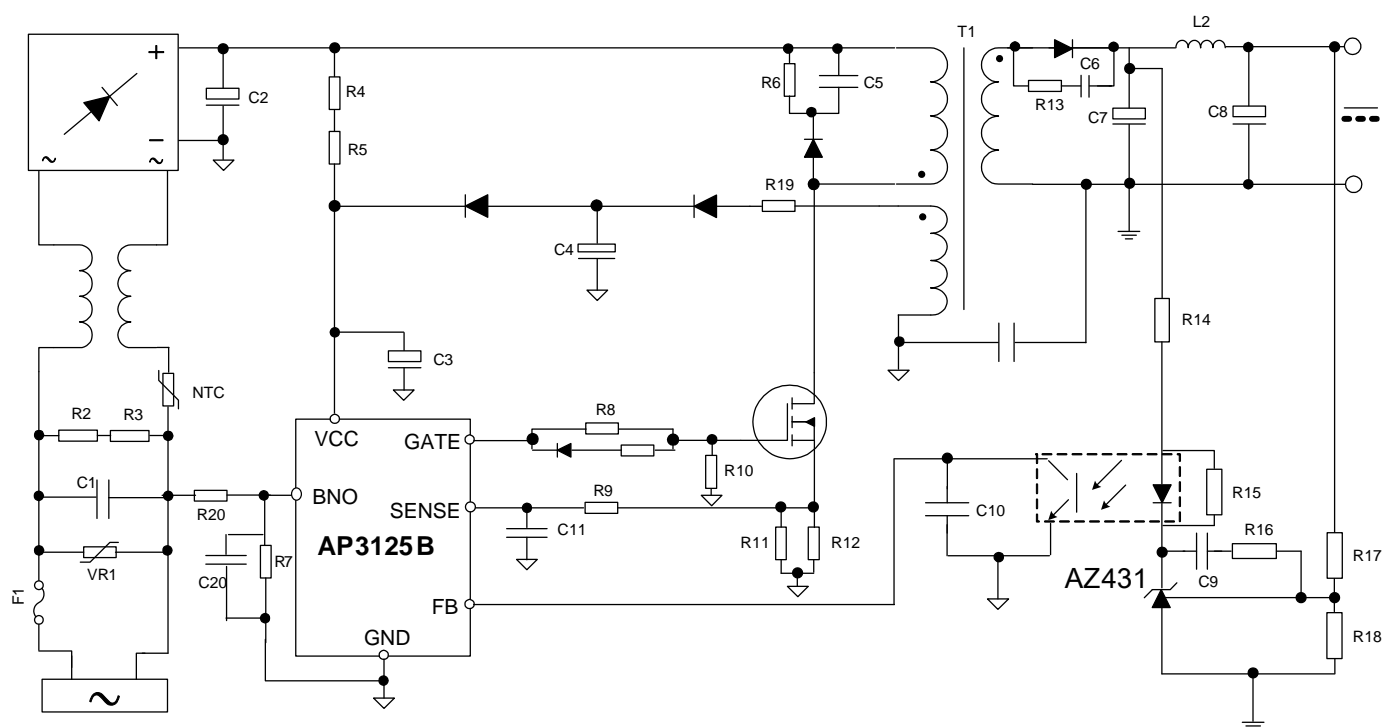 T1
L2
+
C2
R4
R6
C5
C6
R13
C7
C8
−
~
~
R5
R19
C4
R14
C3
NTC
R2
R3
VCC
GATE
R8
R10
C1
R20
BNO
SENSE
R9
C11
R11
R12
C10
R15
R16
AP3125B
VR1
C20
R7
C9
R17
AZ431
F1
FB
R18
GND
~